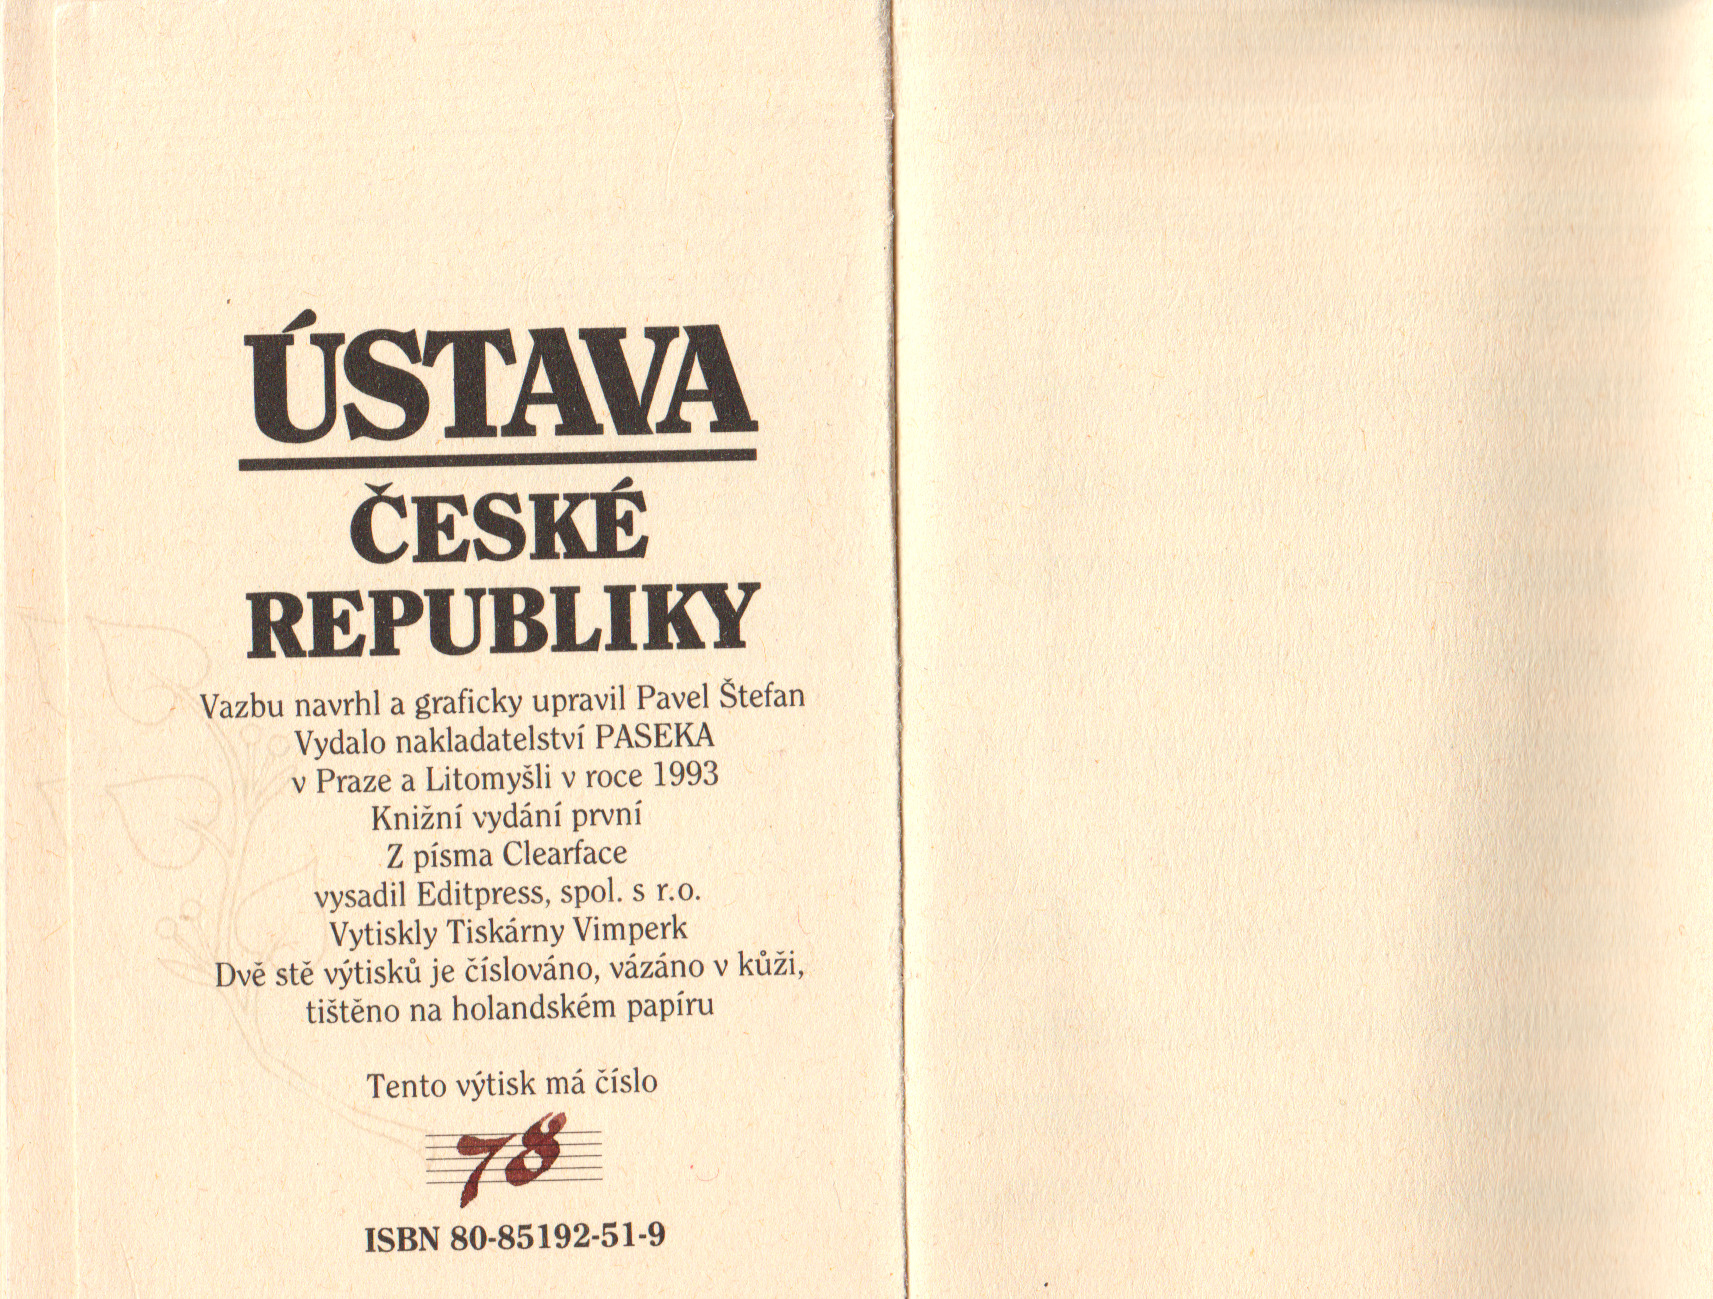 ÚSTAVA
ČESKÉ
REPUBLIKY
Vazbu navrhl a graficky upravil Pavel Štefan
Vydalo nakladatelství PASEKA
v Praze a Litomyšli v roce 1993
Knižní vydání první
Z písma Clearface
vysadil Editpress, spol. s r.o.
Vytiskly Tiskárny Vimperk
Dvě stě výtisků je číslováno, vázáno v kůži,
tištěno na holandském papíru
Tento výtisk má číslo
78
ISBN 80-85192-51-9